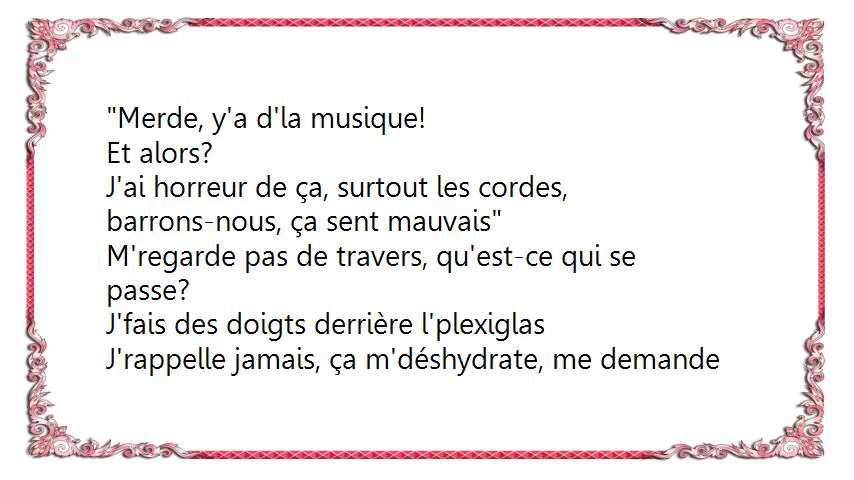 "Merde, y'a d'la musique!
Et alors?
J'ai horreur de ça, surtout les cordes,
barrons-nous, ça sent mauvais"
M'regarde pas de travers, qu'est-ce qui se
passe?
J'fais des doigts derrière l'plexiglas
J'rappelle jamais, ça m'déshydrate, me demande